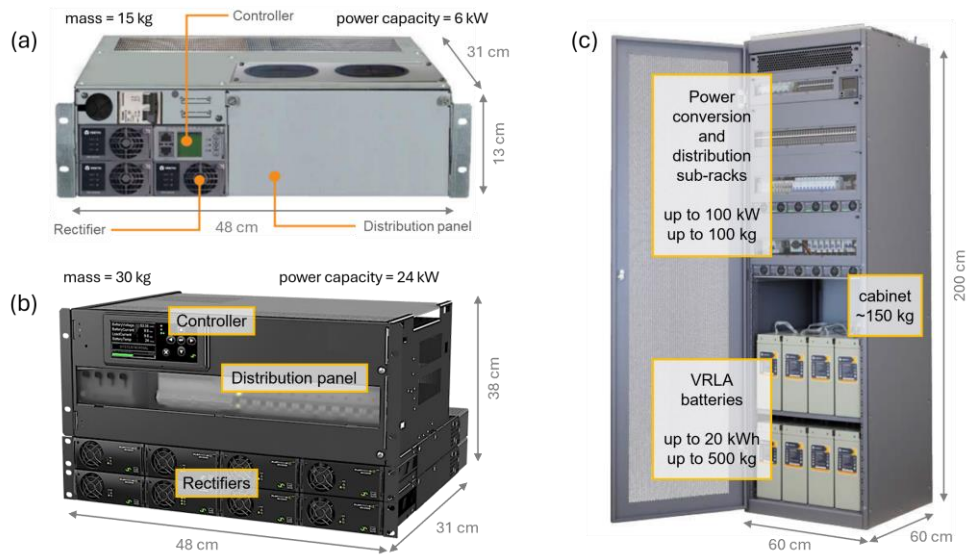 (a)
mass = 15 kg
Controller
power capacity = 6 kW
31 cm
13 cm
Rectifier
48 cm
Distribution panel
(b)
mass = 30 kg
power capacity = 24 kW
Controller
Distribution panel
38 cm
Rectifiers
48 cm
31 cm
(c)
Power
conversion
and
distribution
sub-racks
up to 100 kW
up to 100 kg
200 cm
cabinet
~150 kg
VRLA
batteries
up to 20 kWh
up to 500 kg
60 cm
60 cm